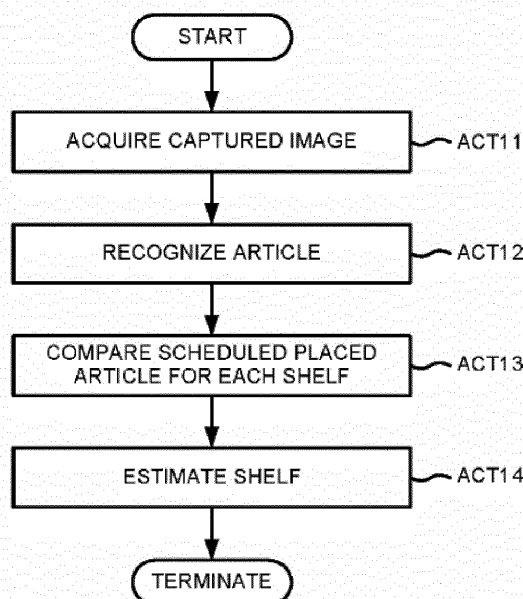 START
ACQUIRE CAPTURED IMAGE
ACT11
RECOGNIZE ARTICLE
ACT12
COMPARE SCHEDULED PLACED
ARTICLE FOR EACH SHELF
ACT13
ESTIMATE SHELF
ACT14
TERMINATE